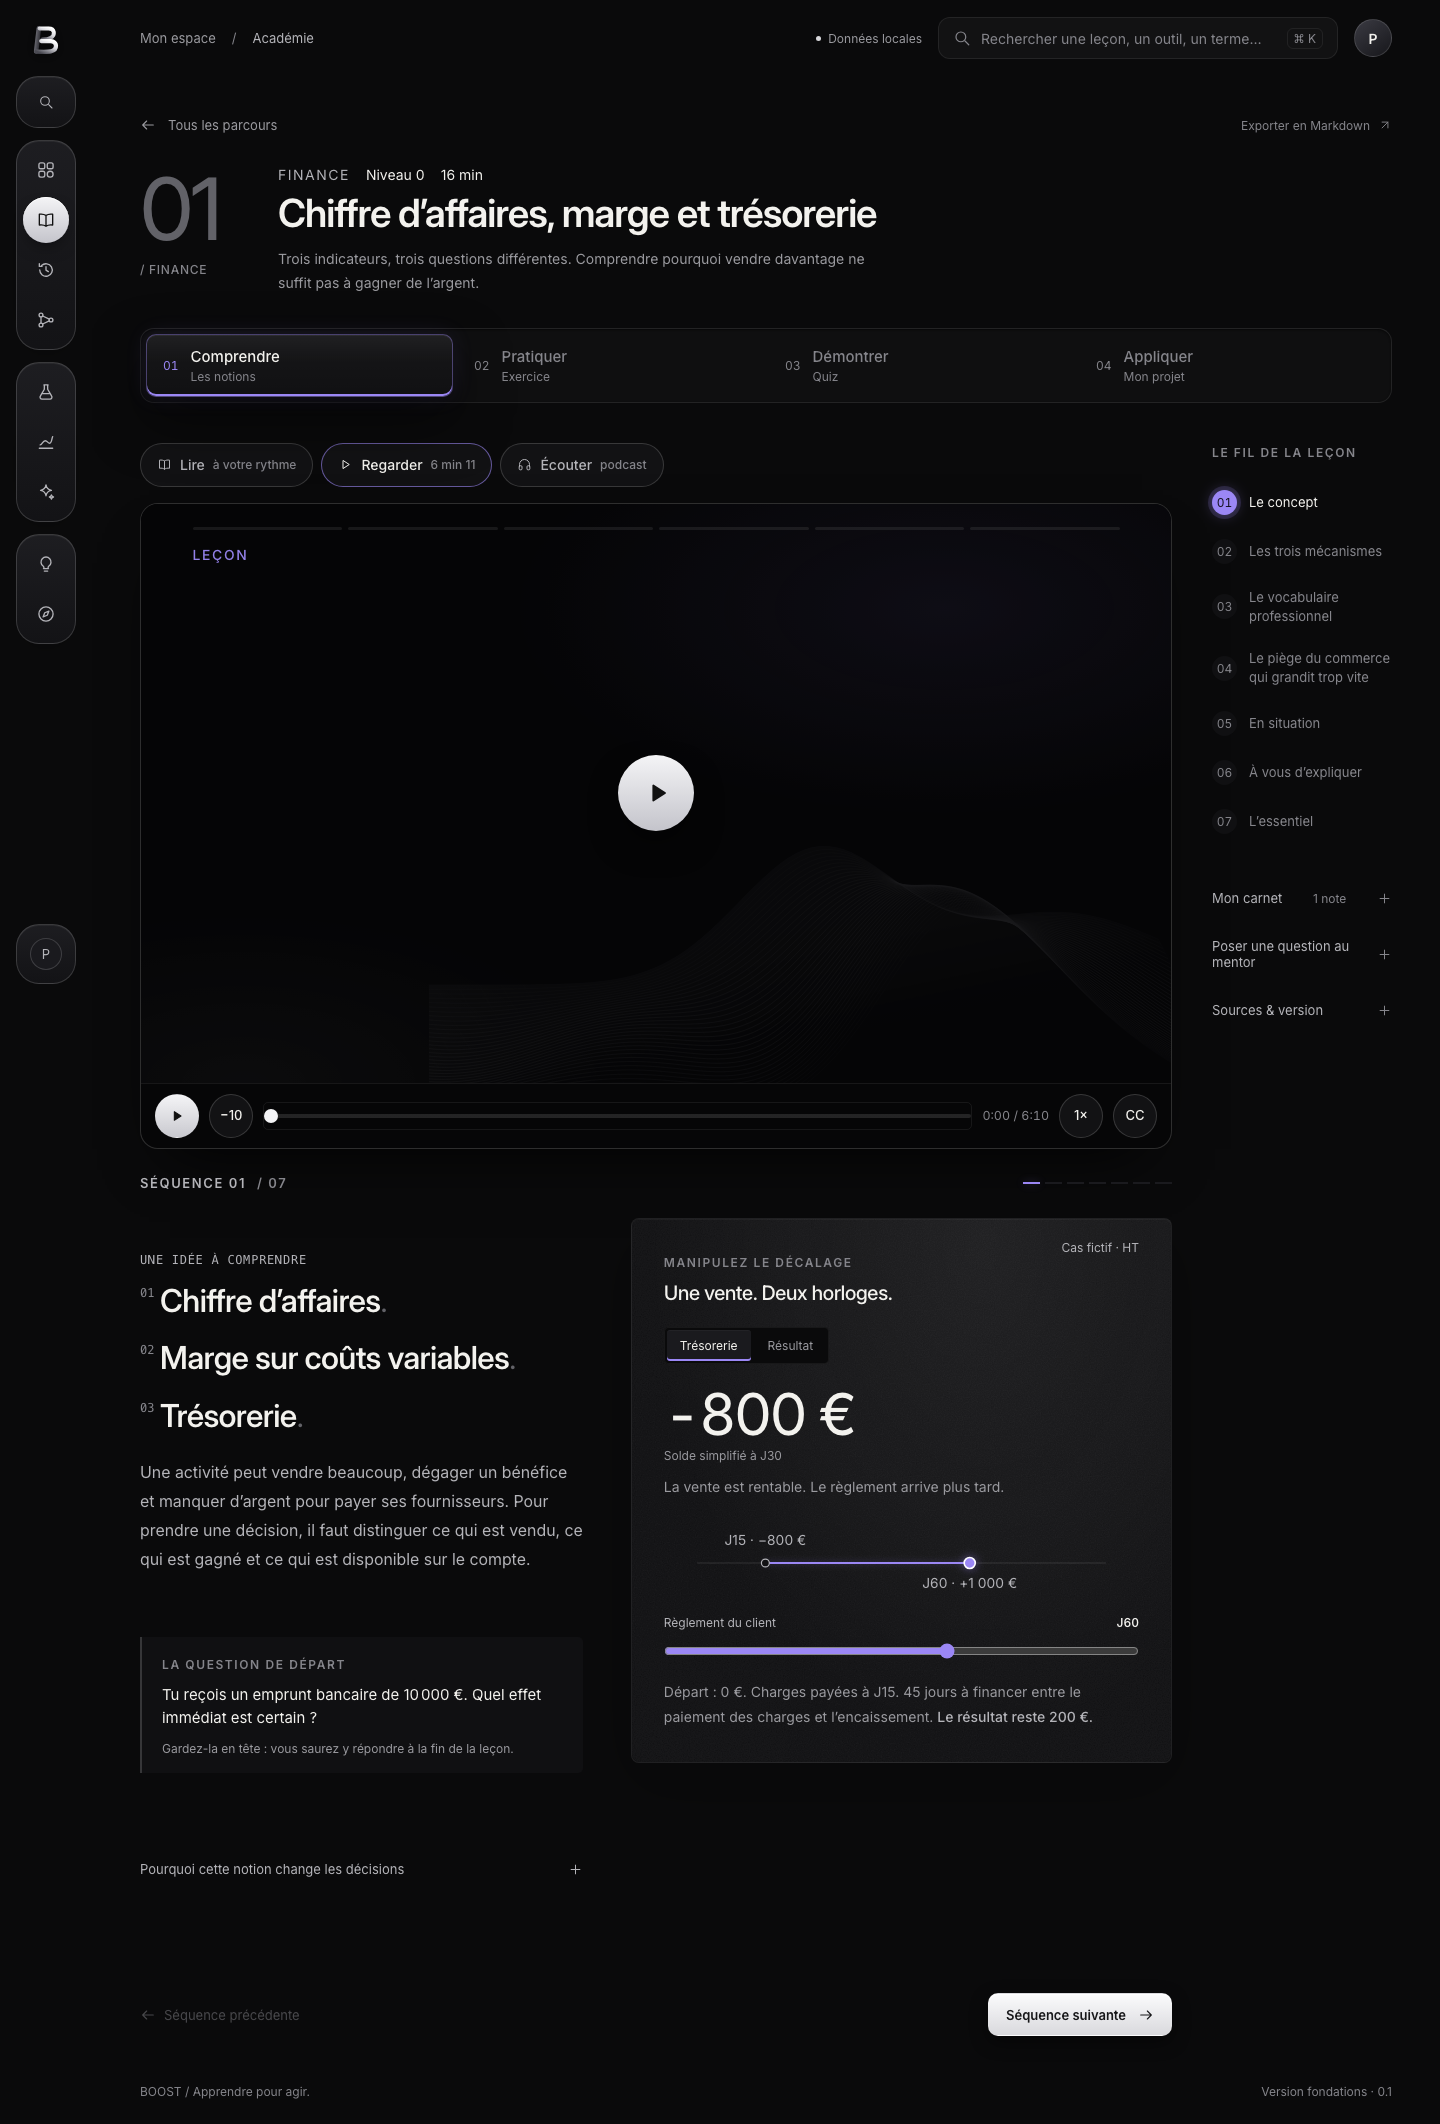 B
Mon espace / Académie
Données locales
Rechercher une leçon, un outil, un terme...
⌘ K
P
Tous les parcours
Exporter en Markdown
01
/ FINANCE
FINANCE Niveau 0 16 min
Chiffre d’affaires, marge et trésorerie
Trois indicateurs, trois questions différentes. Comprendre pourquoi vendre davantage ne
suffit pas à gagner de l’argent.
01 Comprendre
Les notions
02 Pratiquer
Exercice
03 Démontrer
Quiz
04 Appliquer
Mon projet
Lire à votre rythme
Regarder 6 min 11
Écouter podcast
LEÇON
−10
0:00 / 6:10
1×
CC
LE FIL DE LA LEÇON
01 Le concept
02 Les trois mécanismes
03 Le vocabulaire
professionnel
04 Le piège du commerce
qui grandit trop vite
05 En situation
06 À vous d’expliquer
07 L’essentiel
Mon carnet 1 note +
Poser une question au
mentor +
Sources & version +
P
SÉQUENCE 01 / 07
UNE IDÉE À COMPRENDRE
01 Chiffre d’affaires.
02 Marge sur coûts variables.
03 Trésorerie.
Une activité peut vendre beaucoup, dégager un bénéfice
et manquer d’argent pour payer ses fournisseurs. Pour
prendre une décision, il faut distinguer ce qui est vendu, ce
qui est gagné et ce qui est disponible sur le compte.
LA QUESTION DE DÉPART
Tu reçois un emprunt bancaire de 10 000 €. Quel effet
immédiat est certain ?
Gardez-la en tête : vous saurez y répondre à la fin de la leçon.
Pourquoi cette notion change les décisions +
Cas fictif · HT
MANIPULEZ LE DÉCALAGE
Une vente. Deux horloges.
Trésorerie Résultat
-800 €
Solde simplifié à J30
La vente est rentable. Le règlement arrive plus tard.
J15 · −800 €
J60 · +1 000 €
Règlement du client J60
Départ : 0 €. Charges payées à J15. 45 jours à financer entre le
paiement des charges et l’encaissement. Le résultat reste 200 €.
← Séquence précédente
Séquence suivante →
BOOST / Apprendre pour agir.
Version fondations · 0.1